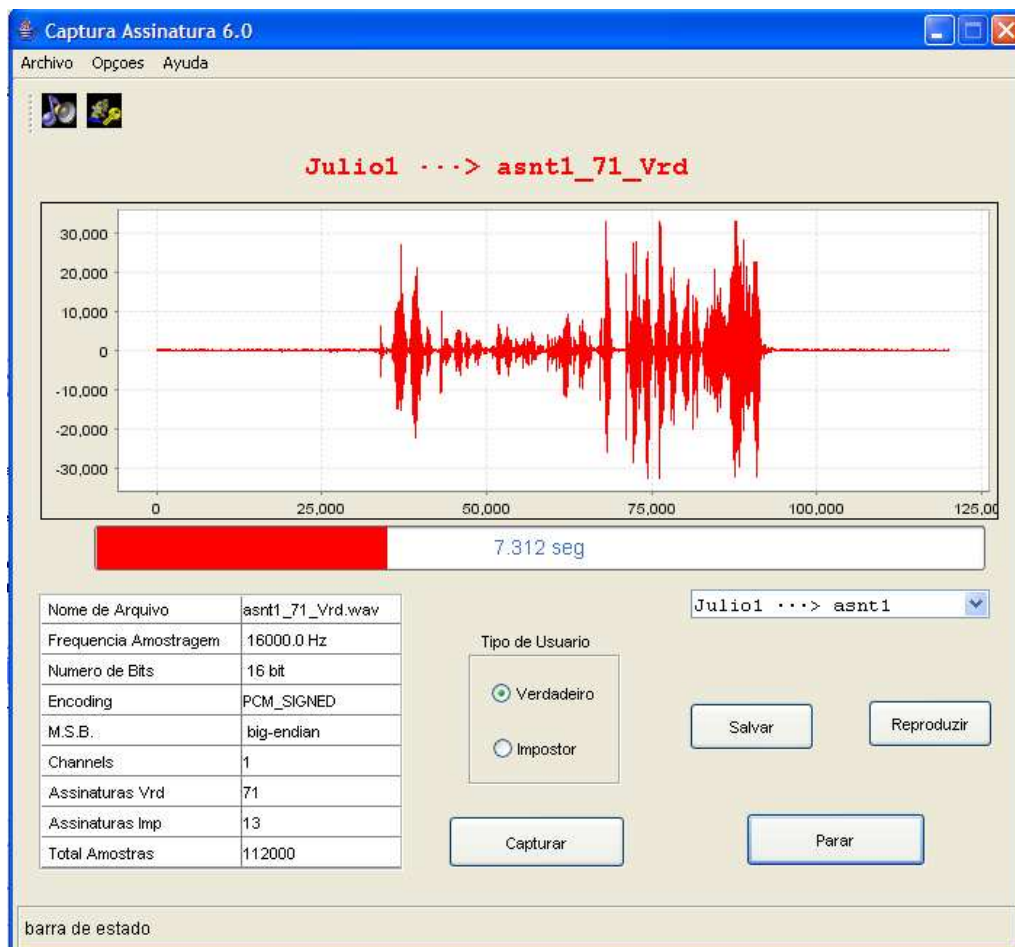 Captura Assinatura 6.0
Archivo Opçoes Ayuda
Julio1 ---> asnt1_71_Vrd
30,000
20,000
10,000
0
-10,000
-20,000
-30,000
0 25,000 50,000 75,000 100,000 125,00
7.312 seg
Nome de Arquivo asnt1_71_Vrd.wav
Frequencia Amostragem 16000.0 Hz
Numero de Bits 16 bit
Encoding PCM_SIGNED
M.S.B. big-endian
Channels 1
Assinaturas Vrd 71
Assinaturas Imp 13
Total Amostras 112000
Tipo de Usuario
Verdadeiro
Impostor
Capturar
Julio1 ---> asnt1
Salvar Reproduzir
Parar
barra de estado